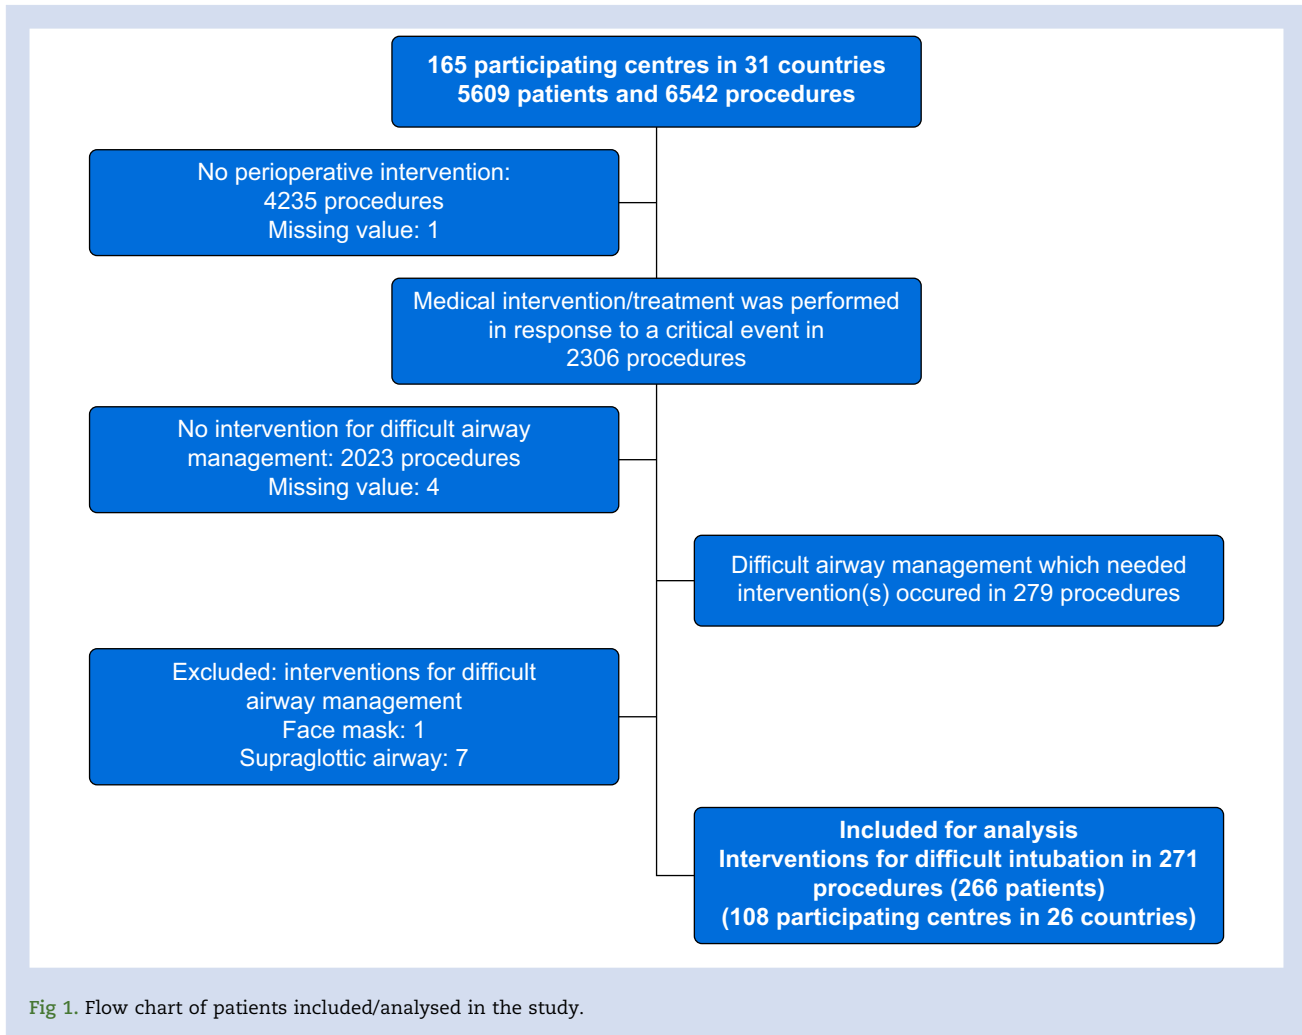 165 participating centres in 31 countries
5609 patients and 6542 procedures
No perioperative intervention:
4235 procedures
Missing value: 1
Medical intervention/treatment was performed
in response to a critical event in
2306 procedures
No intervention for difficult airway
management: 2023 procedures
Missing value: 4
Difficult airway management which needed
intervention(s) occured in 279 procedures
Excluded: interventions for difficult
airway management
Face mask: 1
Supraglottic airway: 7
Included for analysis
Interventions for difficult intubation in 271
procedures (266 patients)
(108 participating centres in 26 countries)
Fig 1. Flow chart of patients included/analysed in the study.